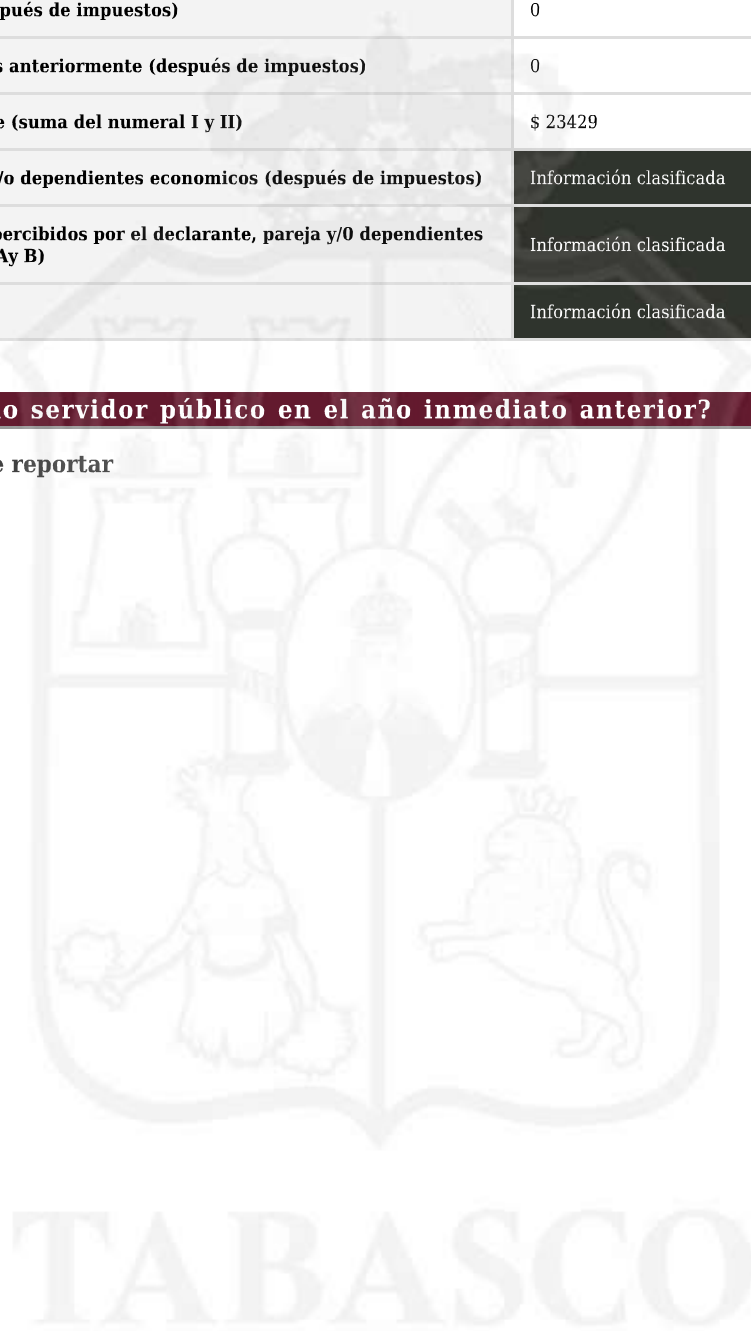 pués de impuestos) 0
s anteriormente (después de impuestos) 0
e (suma del numeral I y II) $ 23429
/o dependientes economicos (después de impuestos) Información clasificada
percibidos por el declarante, pareja y/0 dependientes Información clasificada
Ay B)
Información clasificada
o servidor público en el año inmediato anterior?
e reportar
TABASCO